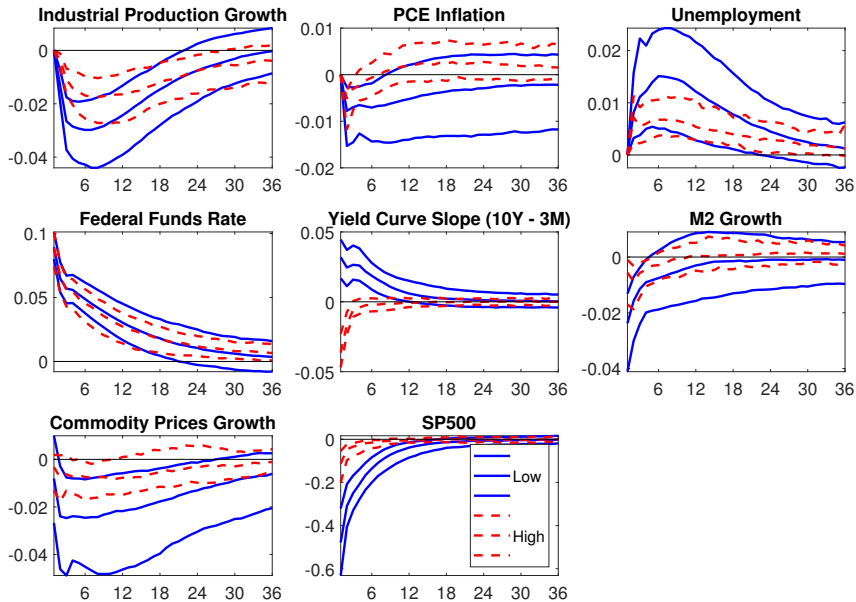 Industrial Production Growth
0
-0.02
-0.04
6 12 18 24 30 36
PCE Inflation
0.01
0
-0.01
-0.02
6 12 18 24 30 36
Unemployment
0.02
0.01
0
6 12 18 24 30 36
Federal Funds Rate
0.1
0.05
0
6 12 18 24 30 36
Yield Curve Slope (10Y - 3M)
0.05
0
-0.05
6 12 18 24 30 36
M2 Growth
0
-0.02
-0.04
6 12 18 24 30 36
Commodity Prices Growth
0
-0.02
-0.04
6 12 18 24 30 36
SP500
0
-0.2
-0.4
-0.6
6 12 18 24 30 36
Low
High